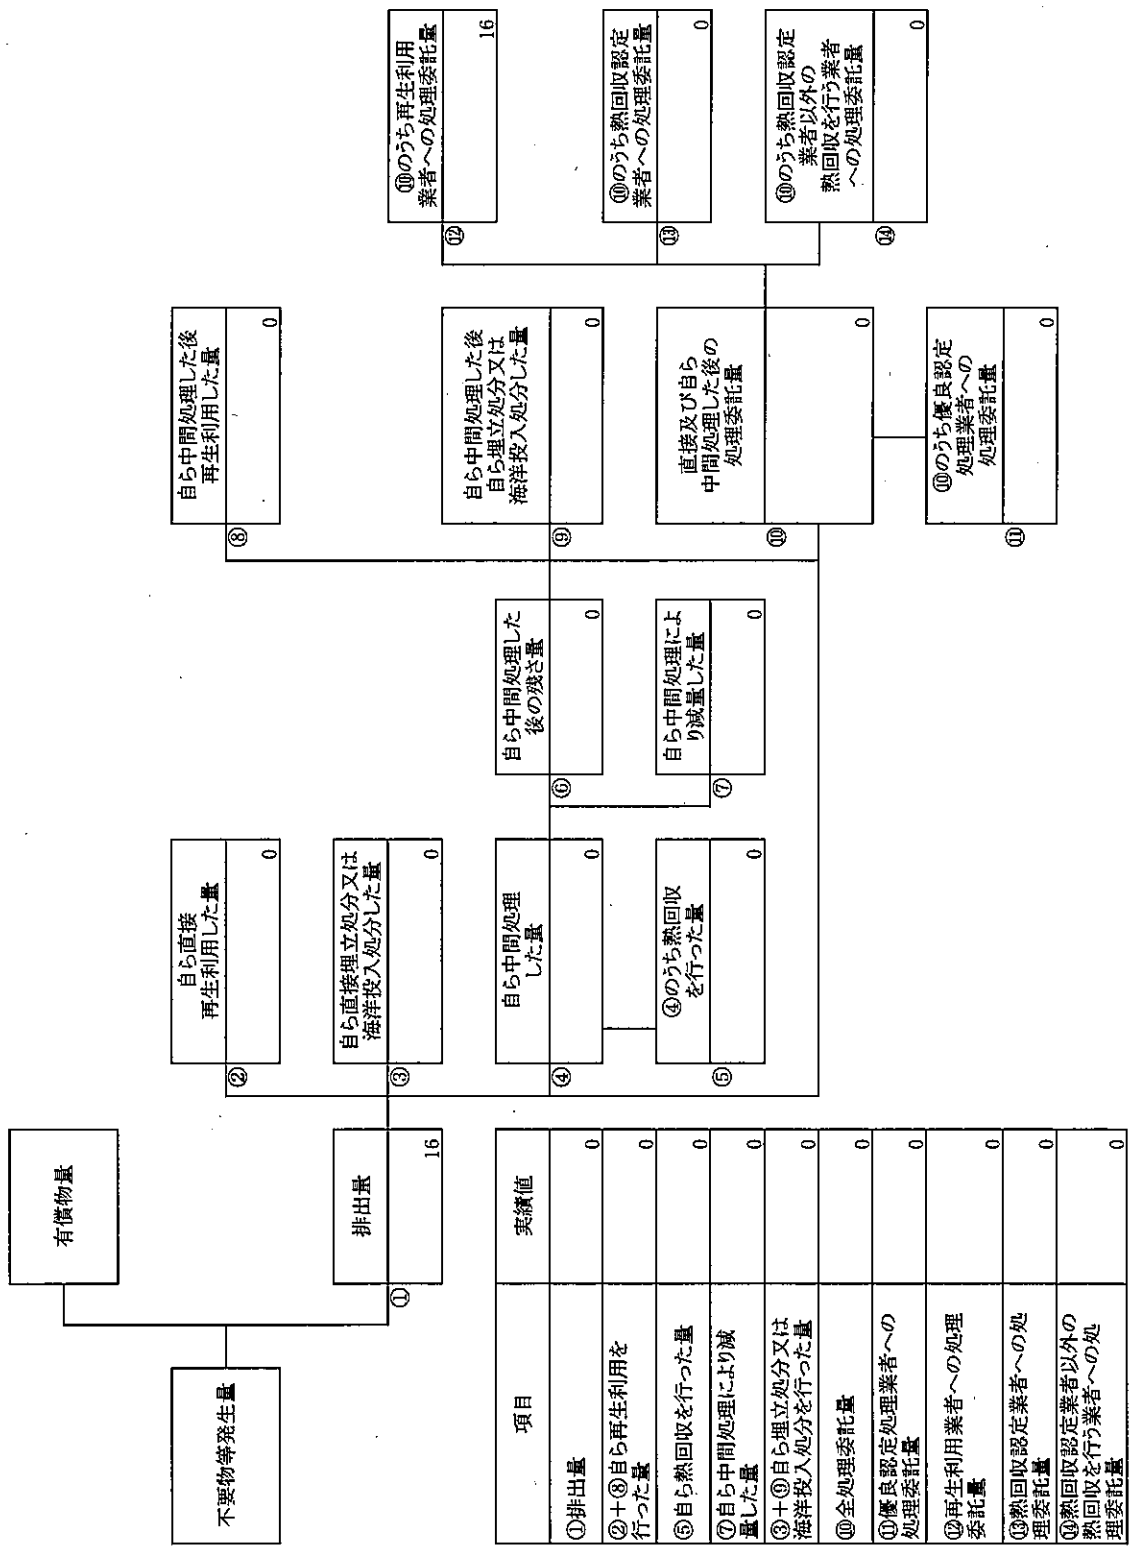 有償物量
不要物等発生量
排出量
①
16
自ら直接
再生利用した量
②
0
自ら直接埋立処分又は
海洋投入処分した量
③
0
自ら中間処理
した量
④
0
④のうち熱回収
を行った量
⑤
0
自ら中間処理した
後の残さ量
⑥
0
自ら中間処理によ
り減量した量
⑦
0
自ら中間処理した後
再生利用した量
⑧
0
自ら中間処理した後
自ら埋立処分又は
海洋投入処分した量
⑨
0
直接及び自ら
中間処理した後の
処理委託量
⑩
0
⑩のうち優良認定
処理業者への
処理委託量
⑪
0
⑩のうち再生利用
業者への処理委託量
⑫
16
⑩のうち熱回収認定
業者への処理委託量
⑬
0
⑩のうち熱回収認定
業者以外の
熱回収を行う業者
への処理委託量
⑭
0
項目 実績値
①排出量 0
②+⑧自ら再生利用を
行った量 0
⑤自ら熱回収を行った量 0
⑦自ら中間処理により減
量した量 0
③+⑨自ら埋立処分又は
海洋投入処分を行った量 0
⑩全処理委託量 0
⑪優良認定処理業者への
処理委託量 0
⑫再生利用業者への処理
委託量 0
⑬熱回収認定業者への処
理委託量 0
⑭熱回収認定業者以外の
熱回収を行う業者への処
理委託量 0